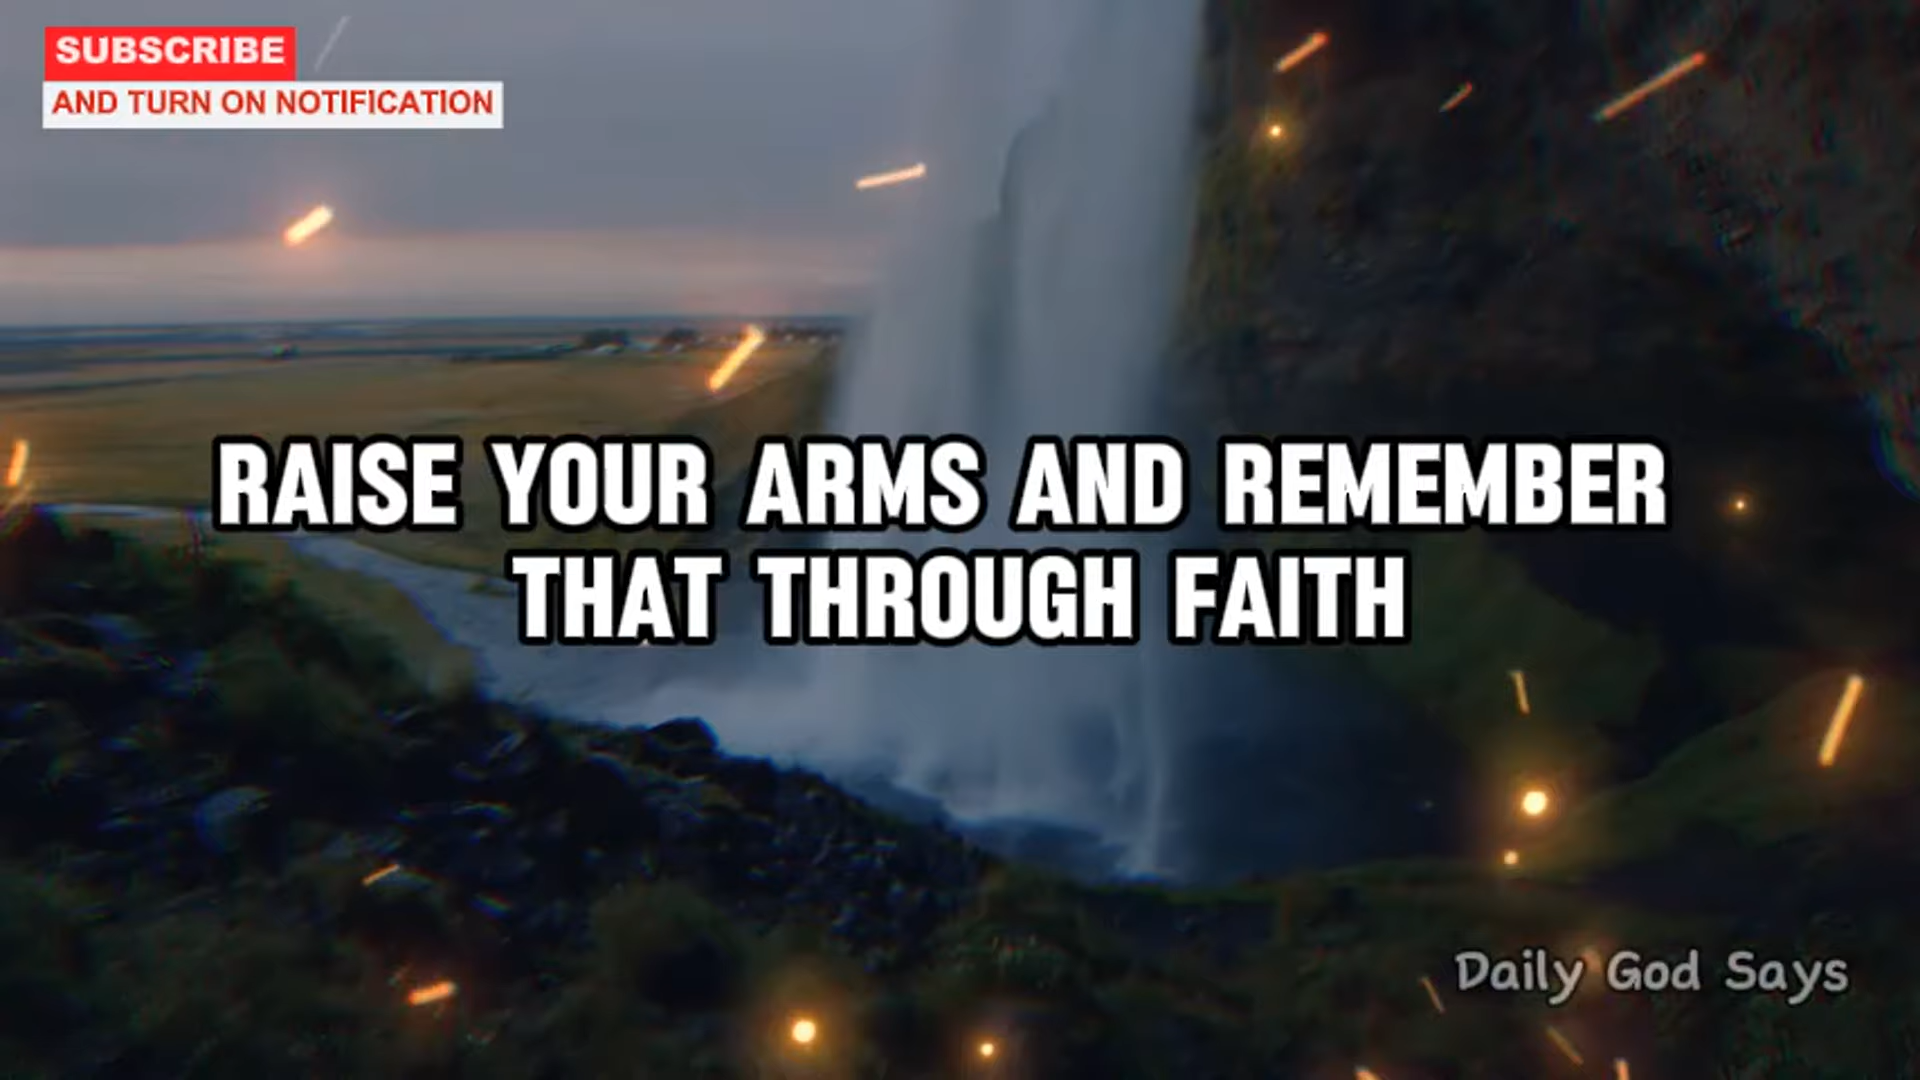 SUBSCRIBE
AND TURN ON NOTIFICATION
RAISE YOUR ARMS AND REMEMBER
THAT THROUGH FAITH
Daily God Says